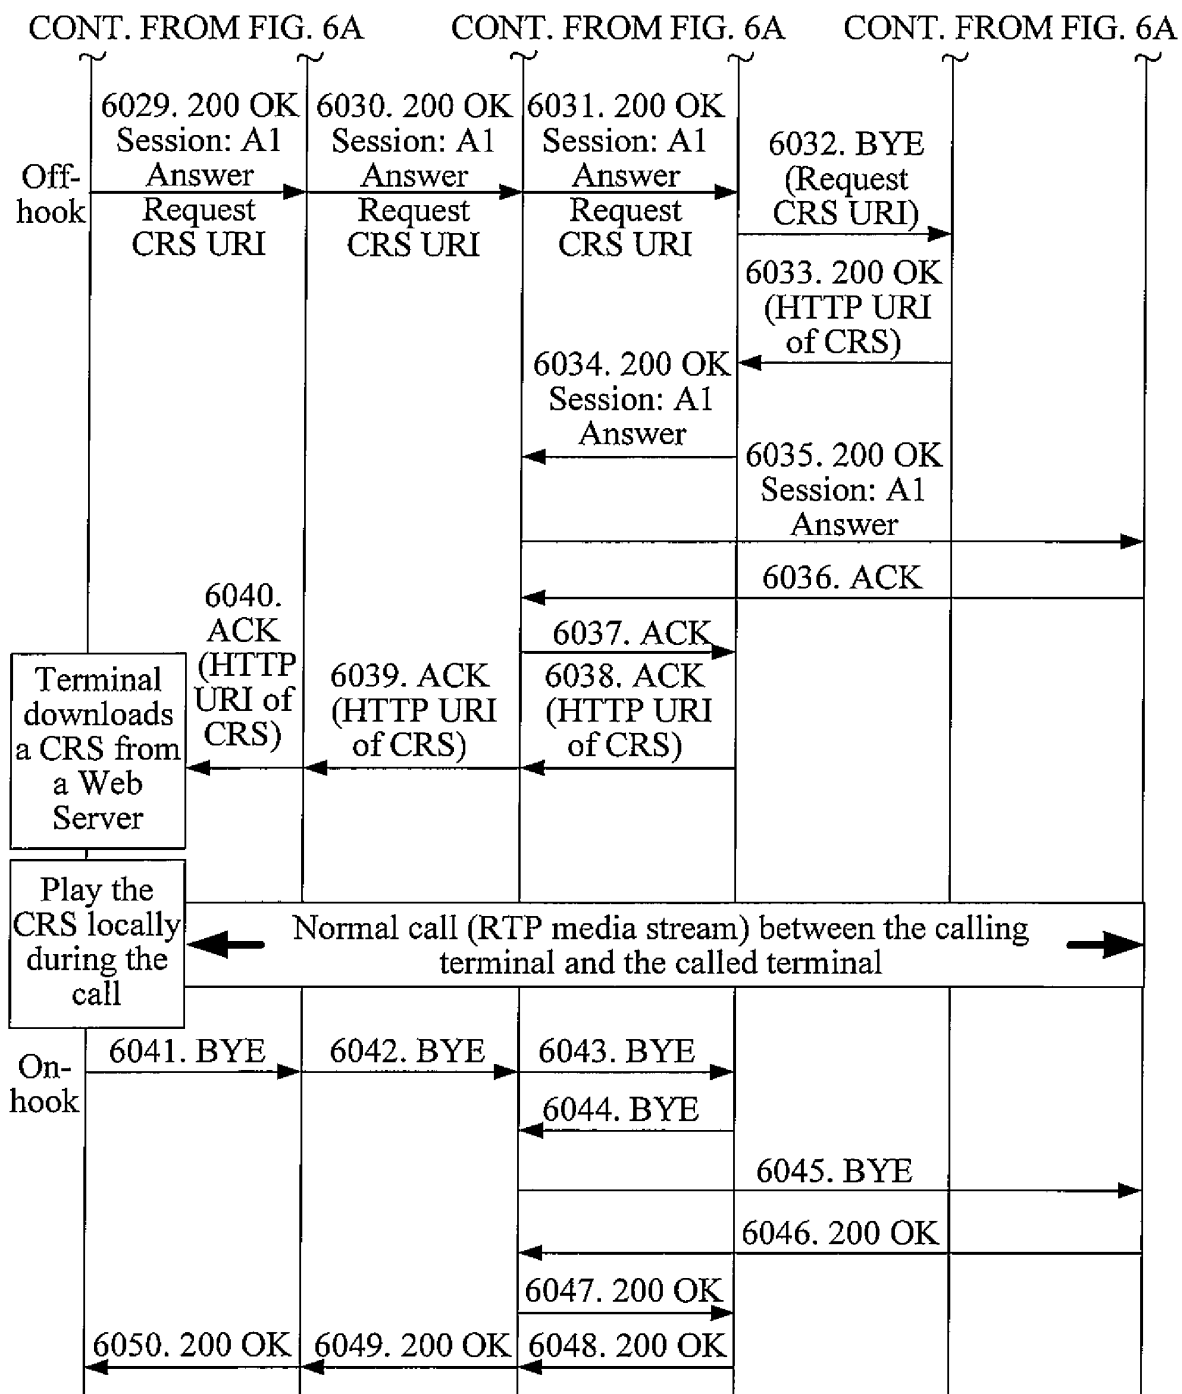 CONT. FROM FIG. 6A CONT. FROM FIG. 6A CONT. FROM FIG. 6A
6029. 200 OK
Session: A1
Answer
Request
CRS URI
6030. 200 OK
Session: A1
Answer
Request
CRS URI
6031. 200 OK
Session: A1
Answer
Request
CRS URI
Off-
hook
6032. BYE
(Request
CRS URI)
6033. 200 OK
(HTTP URI
of CRS)
6034. 200 OK
Session: A1
Answer
6035. 200 OK
Session: A1
Answer
6036. ACK
6037. ACK
6038. ACK
(HTTP URI
of CRS)
6039. ACK
(HTTP URI
of CRS)
6040.
ACK
(HTTP
URI of
CRS)
Terminal
downloads
a CRS from
a Web
Server
Play the
CRS locally
during the
call
Normal call (RTP media stream) between the calling
terminal and the called terminal
On-
hook
6041. BYE
6042. BYE
6043. BYE
6044. BYE
6045. BYE
6046. 200 OK
6047. 200 OK
6050. 200 OK
6049. 200 OK
6048. 200 OK